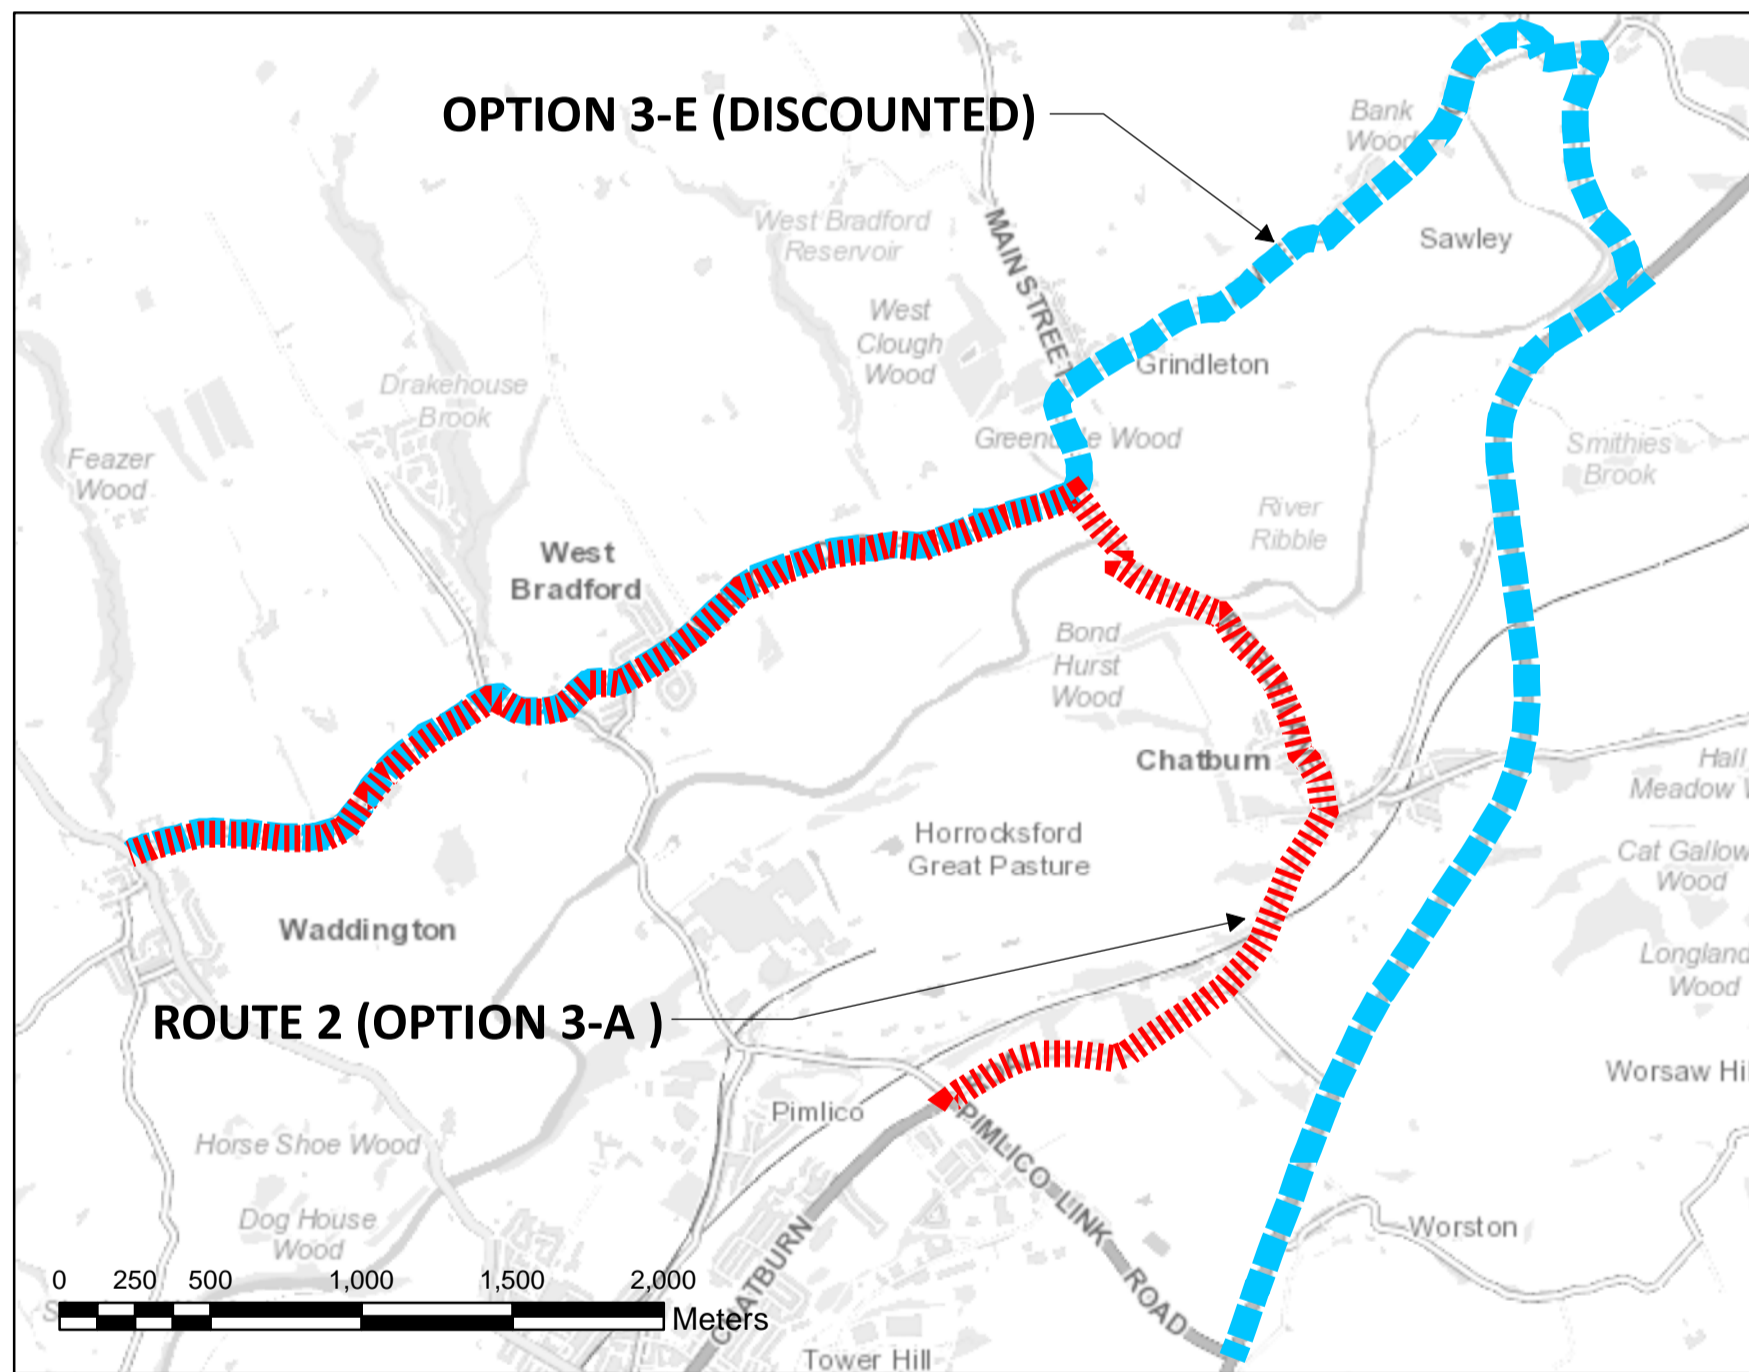 OPTION 3-E (DISCOUNTED)
Bank
Wood
MAIN STREET
West Bradford
Reservoir
Sawley
West
Clough
Wood
Grindleton
Drakehouse
Brook
Feazer
Wood
Smithies
Brook
River
Ribble
West
Bradford
Bond
Hurst
Wood
Chatburn
Hall
Meadow
Horrocksford
Great Pasture
Cat Gallow
Wood
Waddington
Longland
Wood
ROUTE 2 (OPTION 3-A )
Worsaw Hi
Pimlico
PIMLICO LINK ROAD
Horse Shoe Wood
Dog House
Wood
Worston
CHATBURN
0 250 500 1,000 1,500 2,000
Meters
Tower Hill